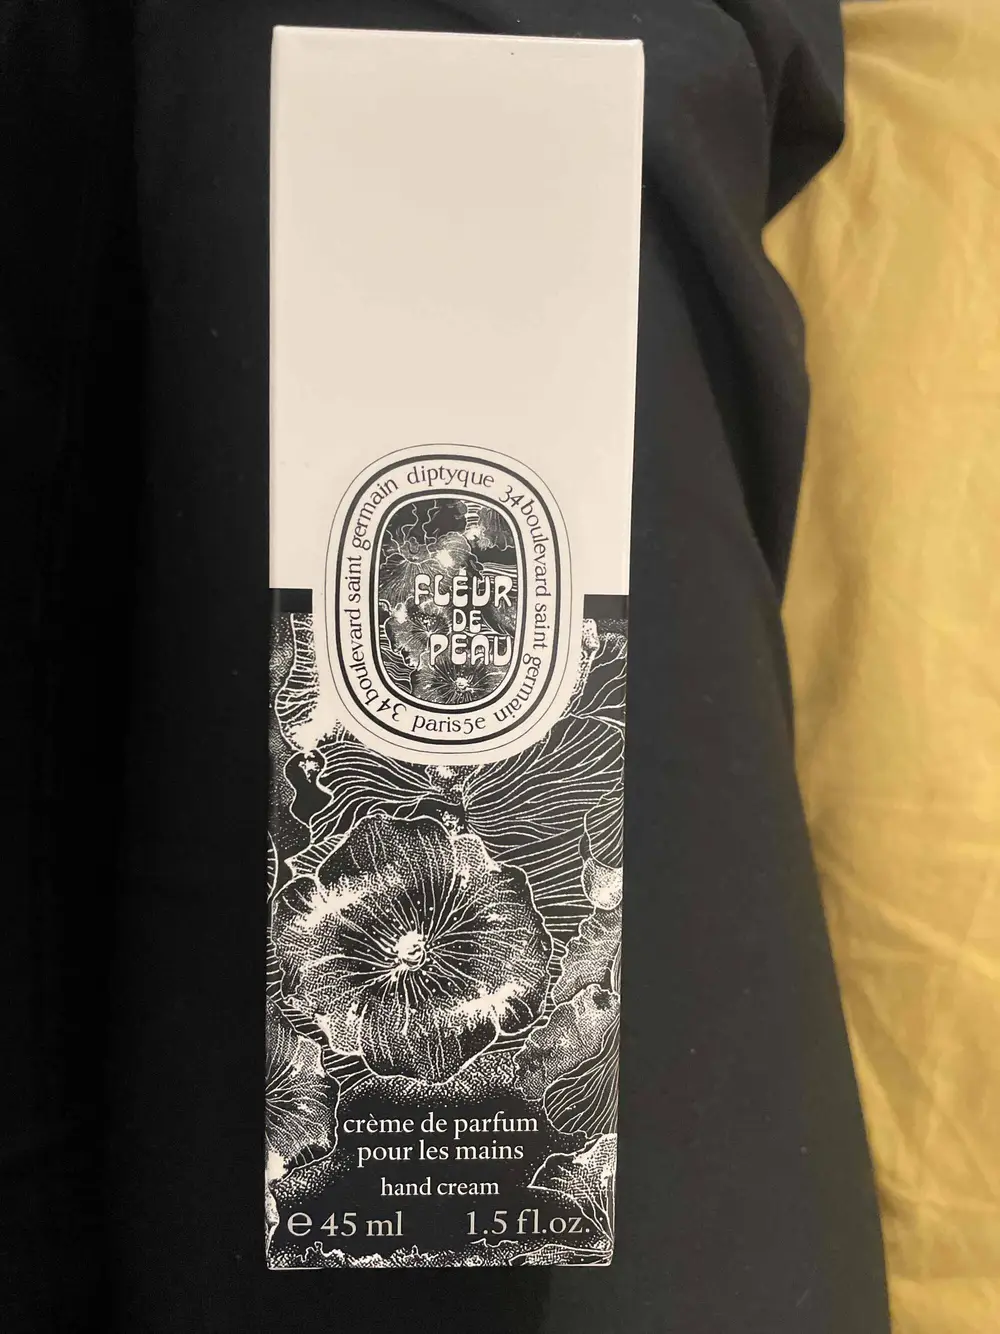 diptyque
34 boulevard saint germain
paris 5e
34 boulevard saint germain
FLEUR
DE
PEAU
crème de parfum
pour les mains
hand cream
e 45 ml 1.5 fl.oz.